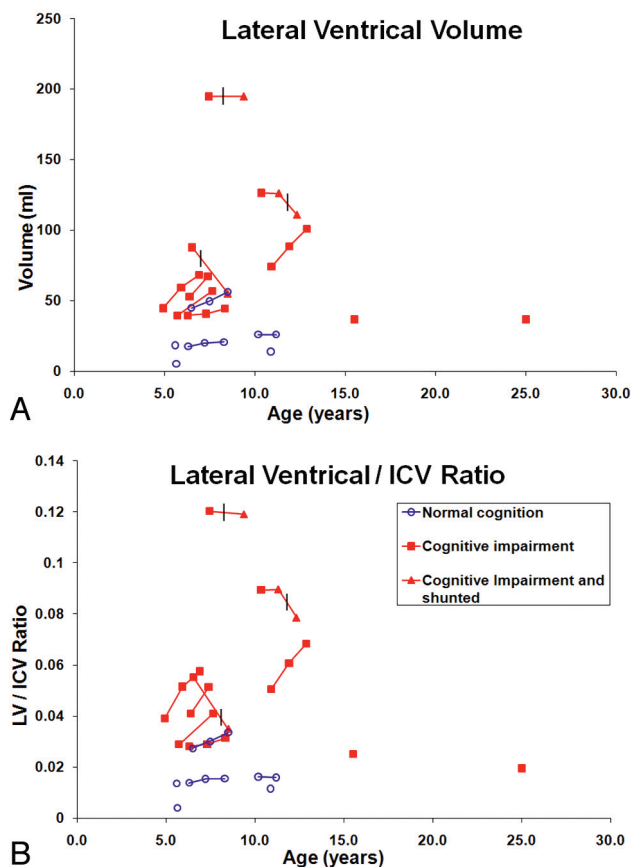 Lateral Ventrical Volume
250
200
150
100
50
0
Volume (ml)
0.0 5.0 10.0 15.0 20.0 25.0 30.0
Age (years)
A
Lateral Ventrical / ICV Ratio
0.14
0.12
0.1
0.08
0.06
0.04
0.02
0
LV / ICV Ratio
Normal cognition
Cognitive impairment
Cognitive Impairment and
shunted
0.0 5.0 10.0 15.0 20.0 25.0 30.0
Age (years)
B